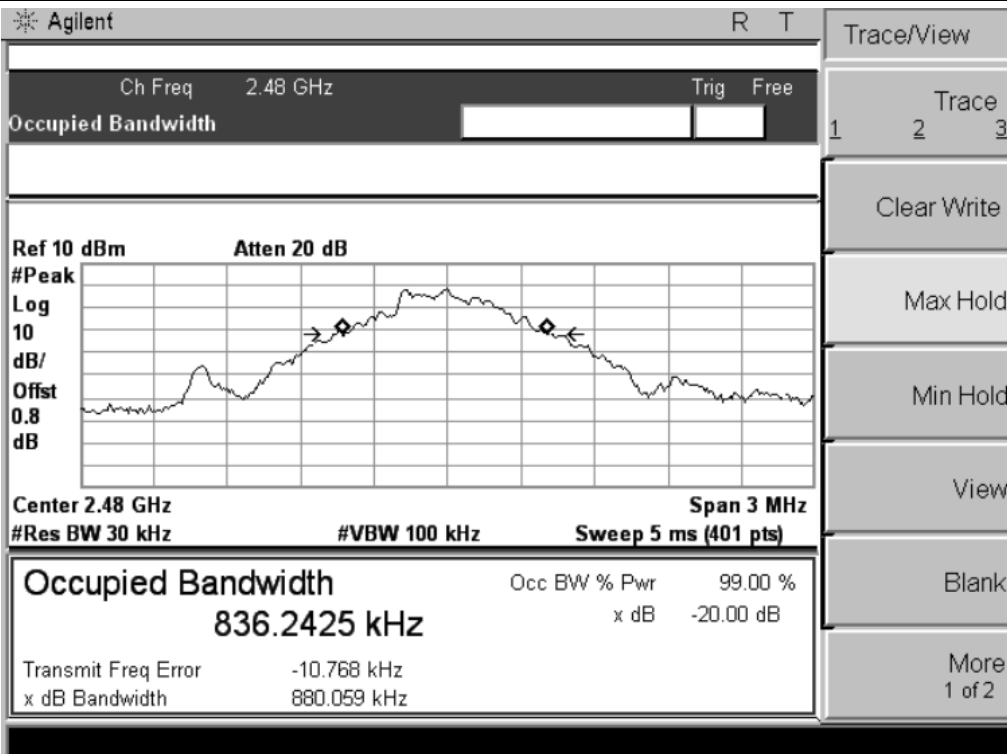 Agilent R T
Trace/View
Ch Freq 2.48 GHz Trig Free
Occupied Bandwidth
Trace
1 2 3
Clear Write
Ref 10 dBm Atten 20 dB
#Peak
Log
10
dB/
Offst
0.8
dB
Max Hold
Min Hold
Center 2.48 GHz Span 3 MHz
#Res BW 30 kHz #VBW 100 kHz Sweep 5 ms (401 pts)
View
Occupied Bandwidth Occ BW % Pwr 99.00 %
836.2425 kHz x dB -20.00 dB
Transmit Freq Error -10.768 kHz
x dB Bandwidth 880.059 kHz
Blank
More
1 of 2